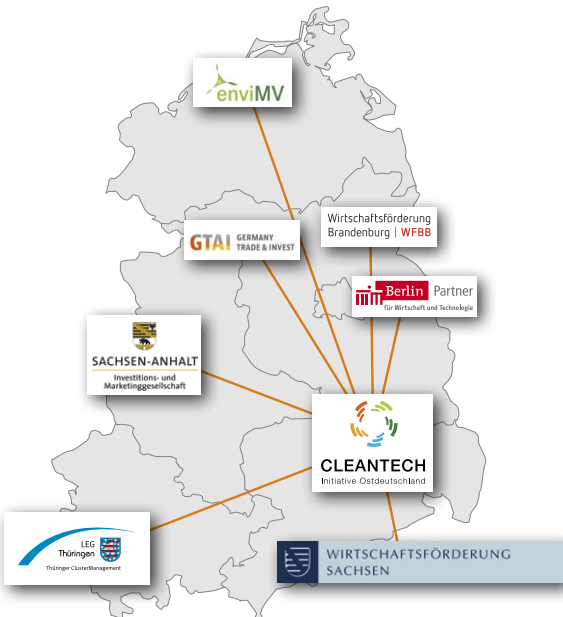 enviMV
GTAI GERMANY
TRADE & INVEST
Wirtschaftsförderung
Brandenburg | WFBB
Berlin Partner
für Wirtschaft und Technologie
SACHSEN-ANHALT
Investitions- und
Marketinggesellschaft
CLEANTECH
Initiative Ostdeutschland
LEG
Thüringen
Thüringer ClusterManagement
WIRTSCHAFTSFÖRDERUNG
SACHSEN